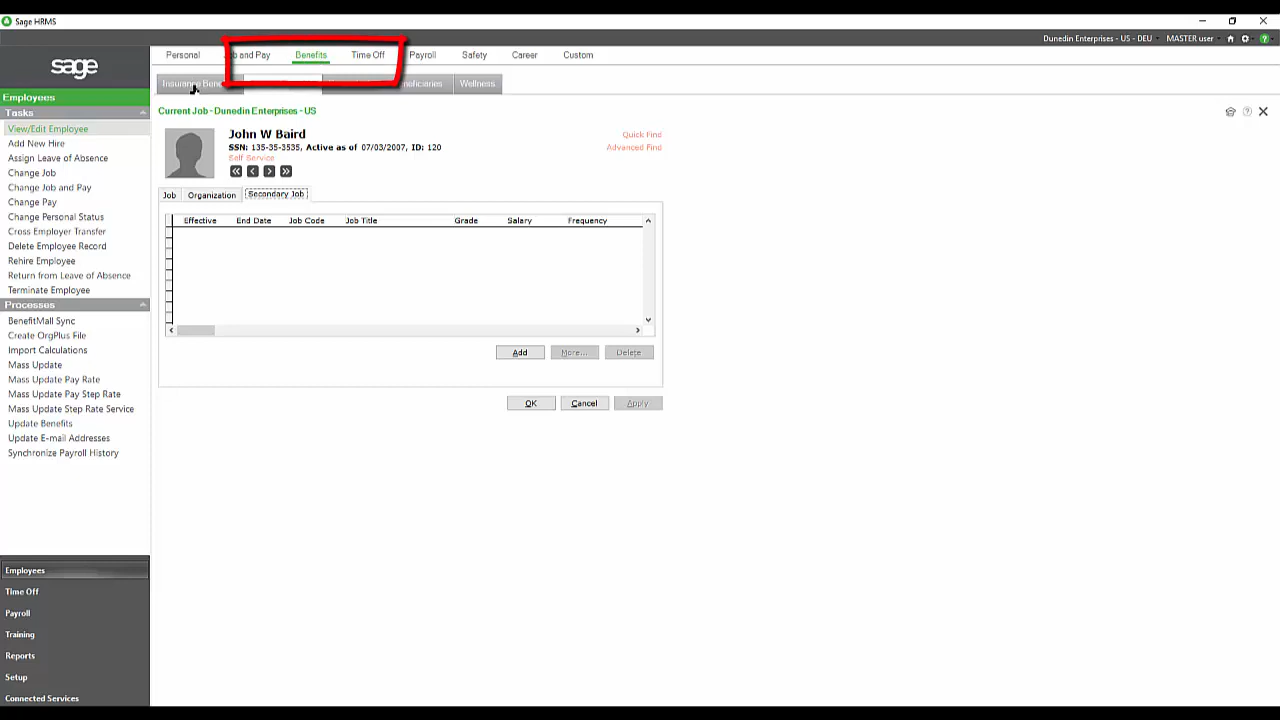 Sage HRMS
Dunedin Enterprises - US - DEU MASTER user
sage
Personal and Pay Benefits Time Off Payroll Safety Career Custom
Insurance Wellness
Employees
Tasks
View/Edit Employee
Add New Hire
Assign Leave of Absence
Change Job
Change Job and Pay
Change Pay
Change Personal Status
Cross Employer Transfer
Delete Employee Record
Rehire Employee
Return from Leave of Absence
Terminate Employee
Processes
BenefitMall Sync
Create OrgPlus File
Import Calculations
Mass Update
Mass Update Pay Rate
Mass Update Pay Step Rate
Mass Update Step Rate Service
Update Benefits
Update E-mail Addresses
Synchronize Payroll History
Employees
Time Off
Payroll
Training
Reports
Setup
Connected Services
Current Job - Dunedin Enterprises - US
John W Baird
SSN: 135-35-3535, Active as of 07/03/2007, ID: 120
Self Service
Quick Find
Advanced Find
Job Organization Secondary Job
Effective End Date Job Code Job Title Grade Salary Frequency
Add More... Delete
OK Cancel Apply